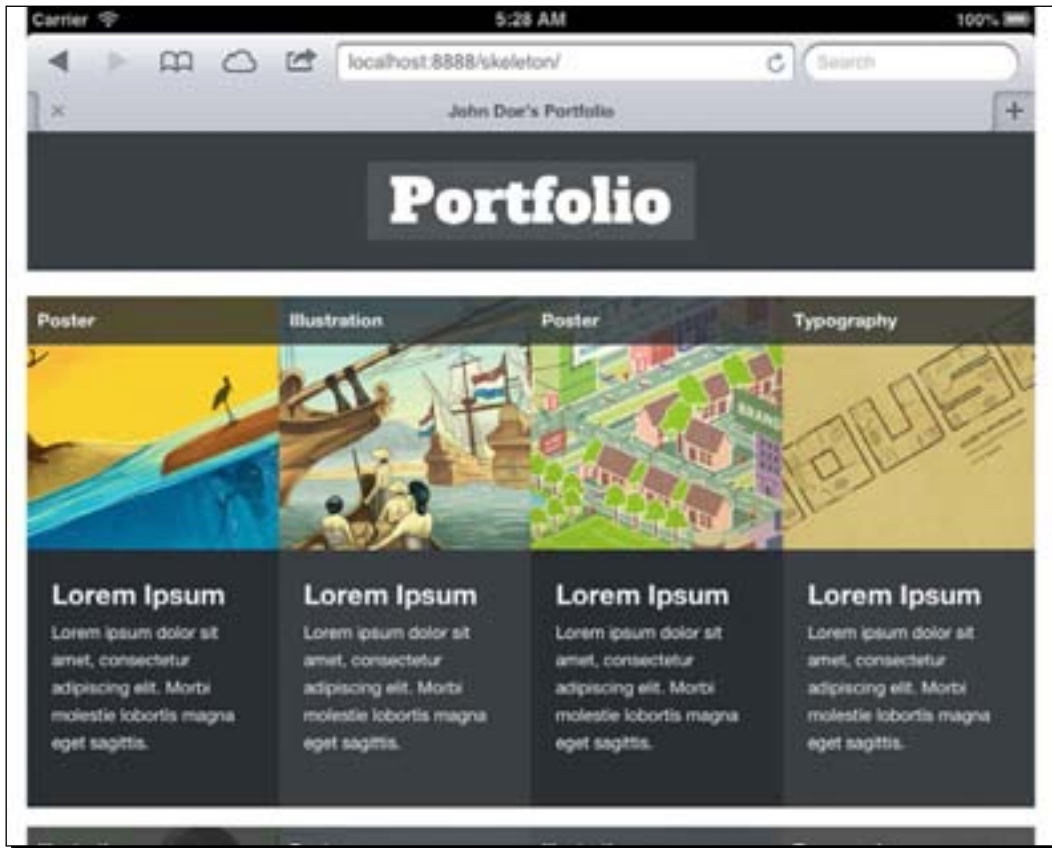 Carrier 5:28 AM 100%
localhost:8888/skeleton/ Search
John Doe's Portfolio
Portfolio
Poster Illustration Poster Typography
Lorem Ipsum Lorem Ipsum Lorem Ipsum Lorem Ipsum
Lorem ipsum dolor sit Lorem ipsum dolor sit Lorem ipsum dolor sit Lorem ipsum dolor sit
amet, consectetur amet, consectetur amet, consectetur amet, consectetur
adipiscing elit. Morbi adipiscing elit. Morbi adipiscing elit. Morbi adipiscing elit. Morbi
molestie lobortis magna molestie lobortis magna molestie lobortis magna molestie lobortis magna
eget sagittis. eget sagittis. eget sagittis. eget sagittis.